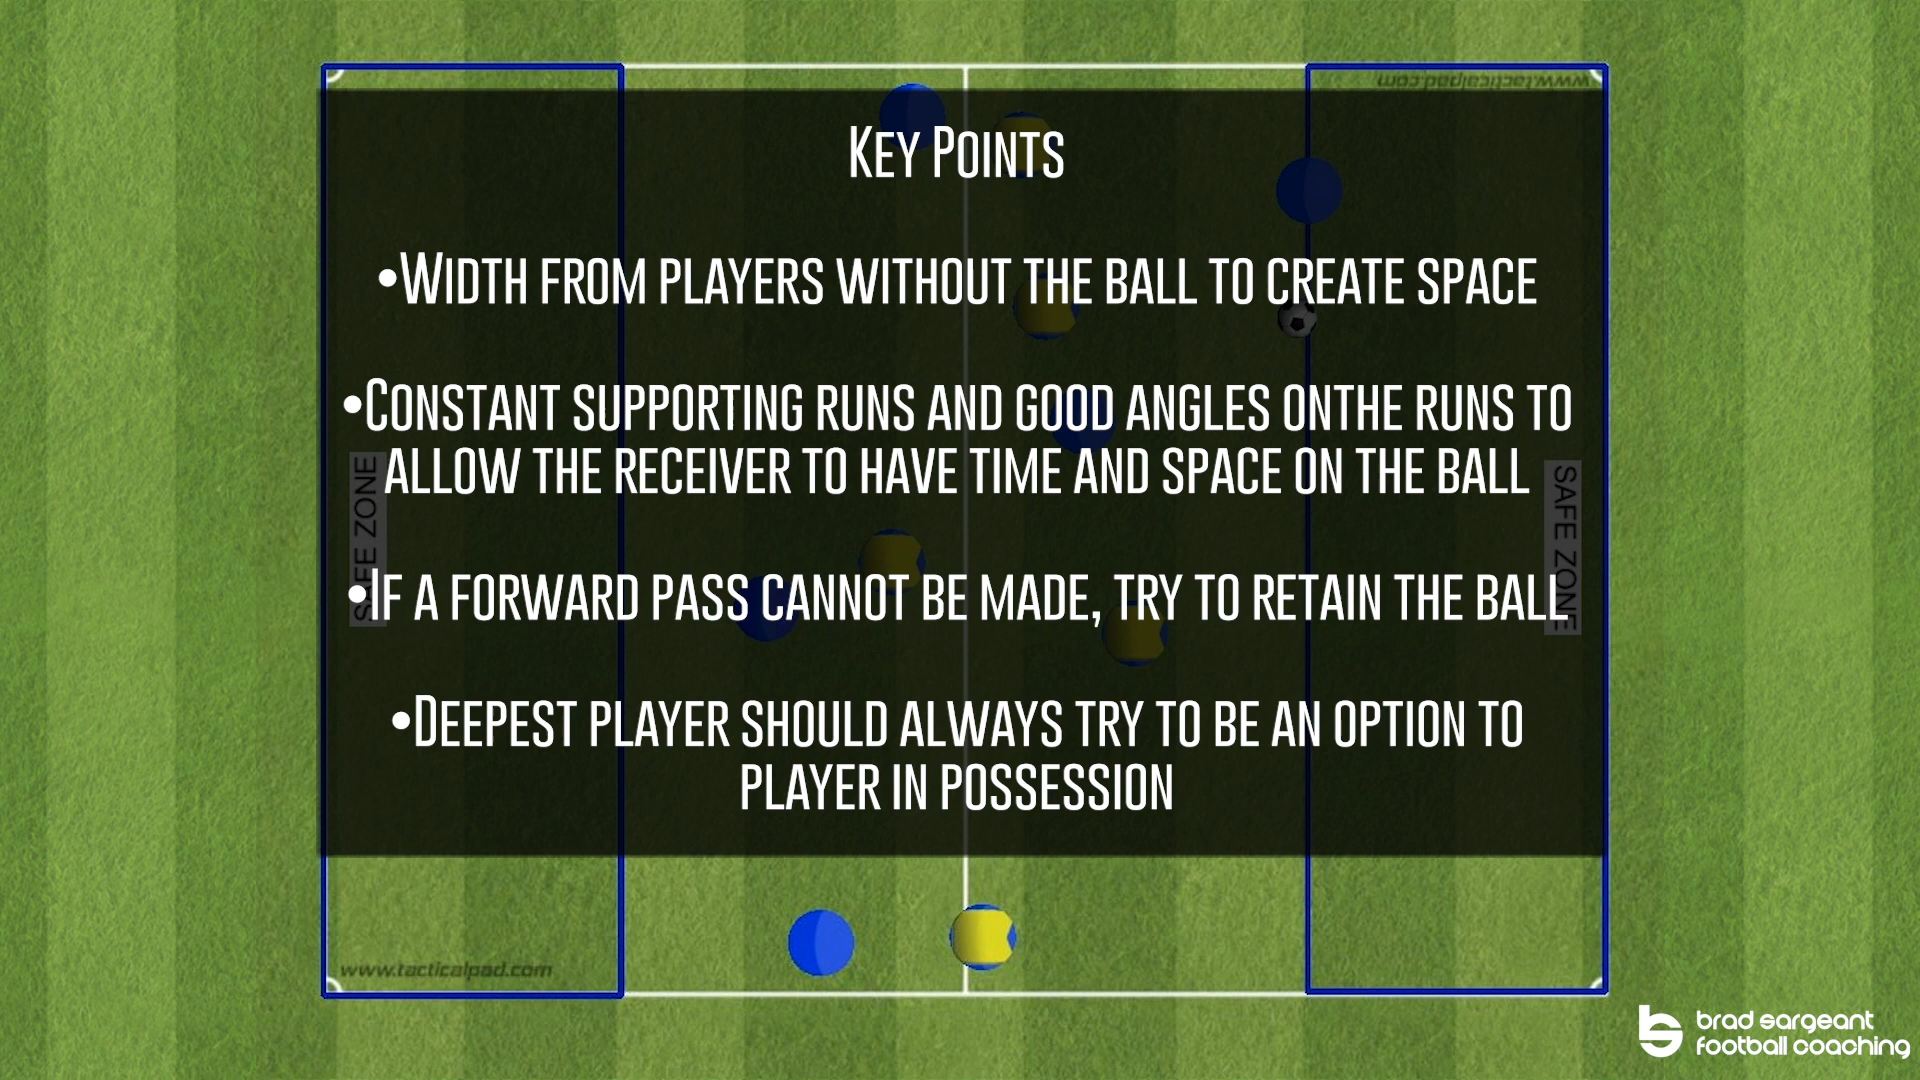 www.tacticalpad.com
Key Points
•Width from players without the ball to create space
•Constant supporting runs and good angles onthe runs to
allow the receiver to have time and space on the ball
SAFE ZONE
SAFE ZONE
•If a forward pass cannot be made, try to retain the ball
•Deepest player should always try to be an option to
player in possession
www.tacticalpad.com
brad sargeant
football coaching